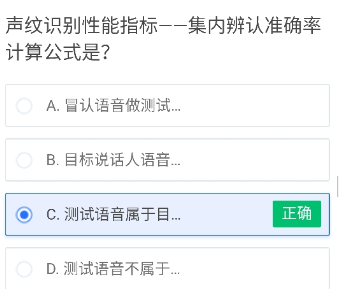 声纹识别性能指标——集内辨认准确率
计算公式是？
A. 冒认语音做测试...
B. 目标说话人语音...
C. 测试语音属于目... 正确
D. 测试语音不属于...